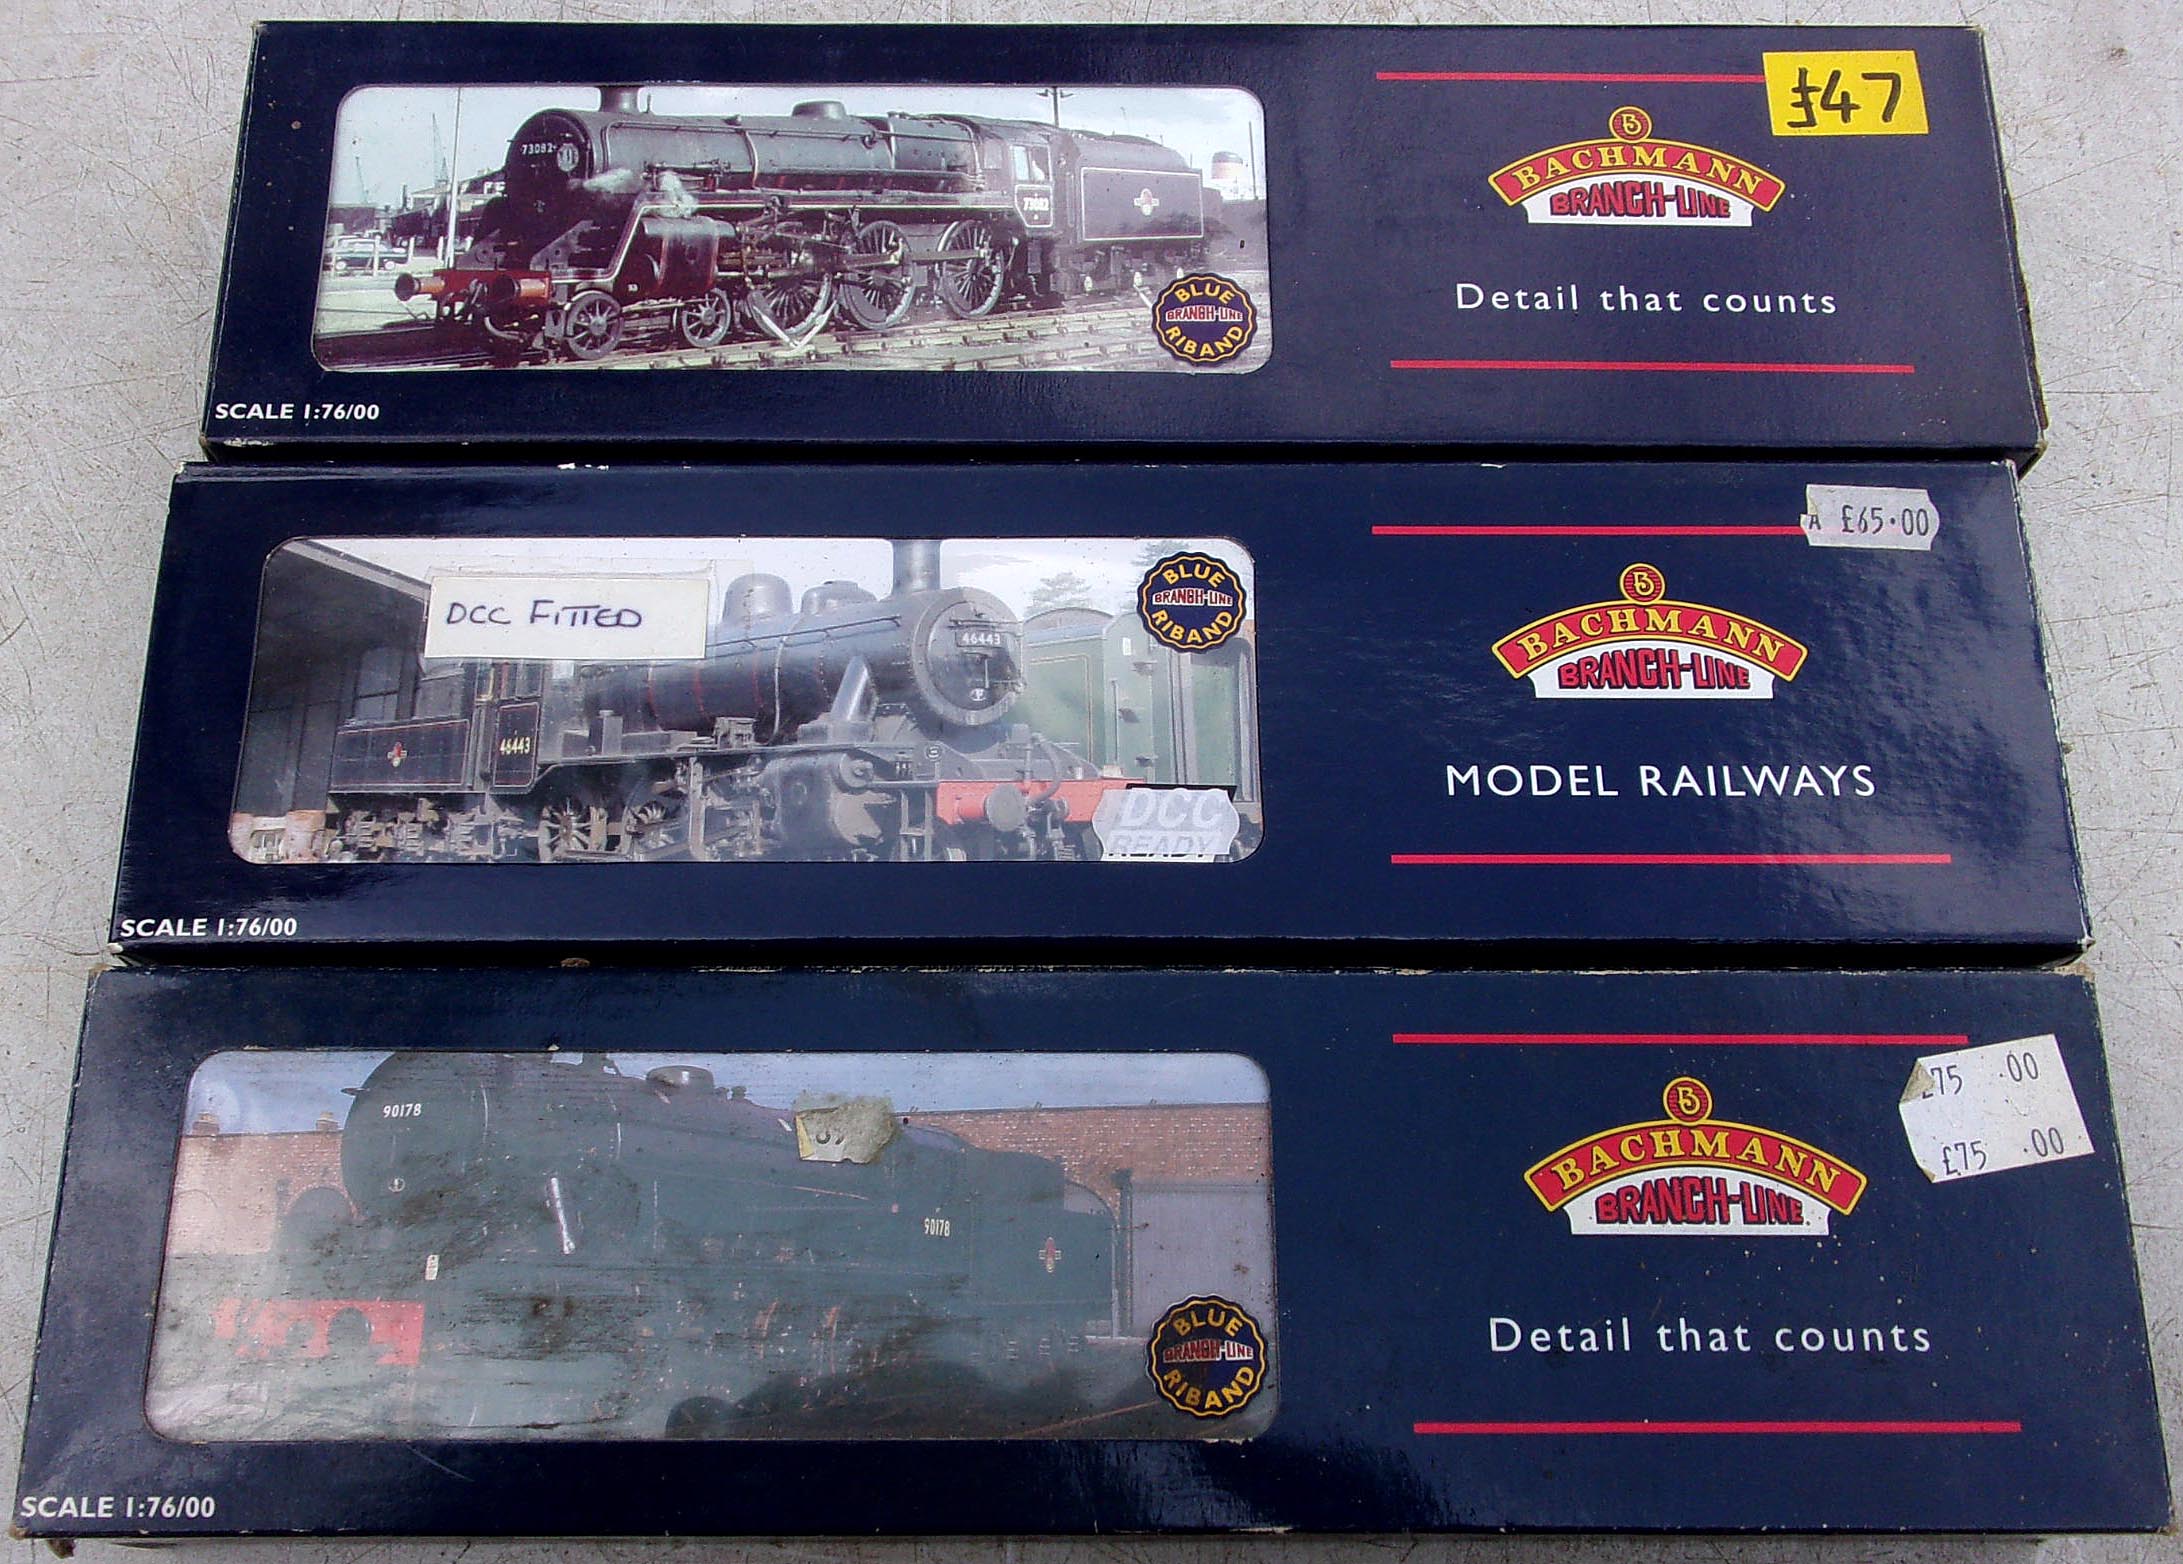 £47
73082
73082
BACHMANN
BRANCH-LINE
Detail that counts
BLUE
BRANCH-LINE
RIBAND
SCALE 1:76/00
A £65.00
DCC FITTED
BLUE
BRANCH-LINE
RIBAND
46443
46443
BACHMANN
BRANCH-LINE
MODEL RAILWAYS
DCC
READY
SCALE 1:76/00
£75 .00
£75 .00
90178
90178
BACHMANN
BRANCH-LINE
Detail that counts
BLUE
BRANCH-LINE
RIBAND
SCALE 1:76/00